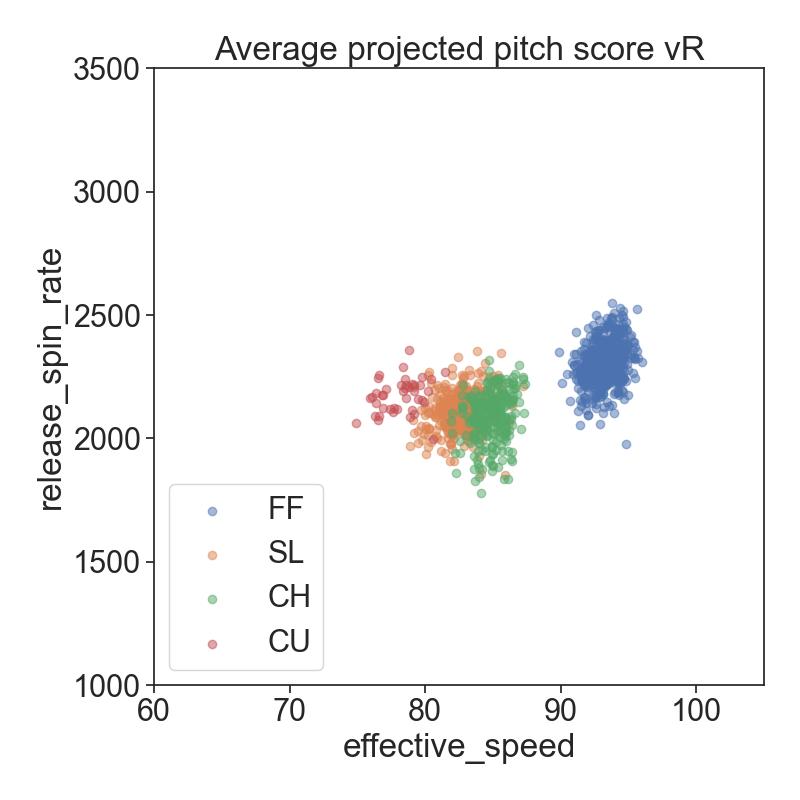 Average projected pitch score vR
release_spin_rate
3500
3000
2500
2000
1500
1000
FF
SL
CH
CU
60
70
80
90
100
effective_speed